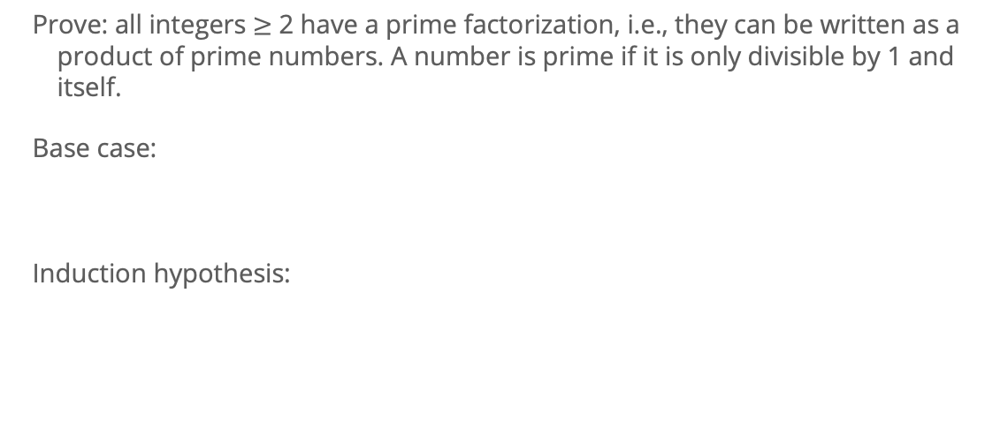 Prove: all integers ≥ 2 have a prime factorization, i.e., they can be written as a
product of prime numbers. A number is prime if it is only divisible by 1 and
itself.
Base case:
Induction hypothesis: